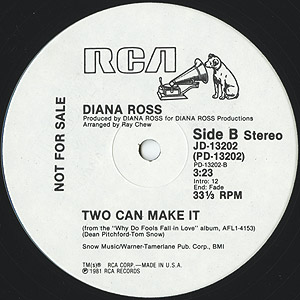 RCA
NOT FOR SALE
DIANA ROSS
Produced by DIANA ROSS for DIANA ROSS Productions
Arranged by Ray Chew
Side B Stereo
JD-13202
(PD-13202)
PD-13202-B
3:23
Intro: 12
End: Fade
33⅓ RPM
TWO CAN MAKE IT
(from the "Why Do Fools Fall in Love" album, AFL1-4153)
(Dean Pitchford-Tom Snow)
Snow Music/Warner-Tamerlane Pub. Corp., BMI
TM(s)® RCA CORP.—MADE IN U.S.A.
℗ 1981 RCA RECORDS